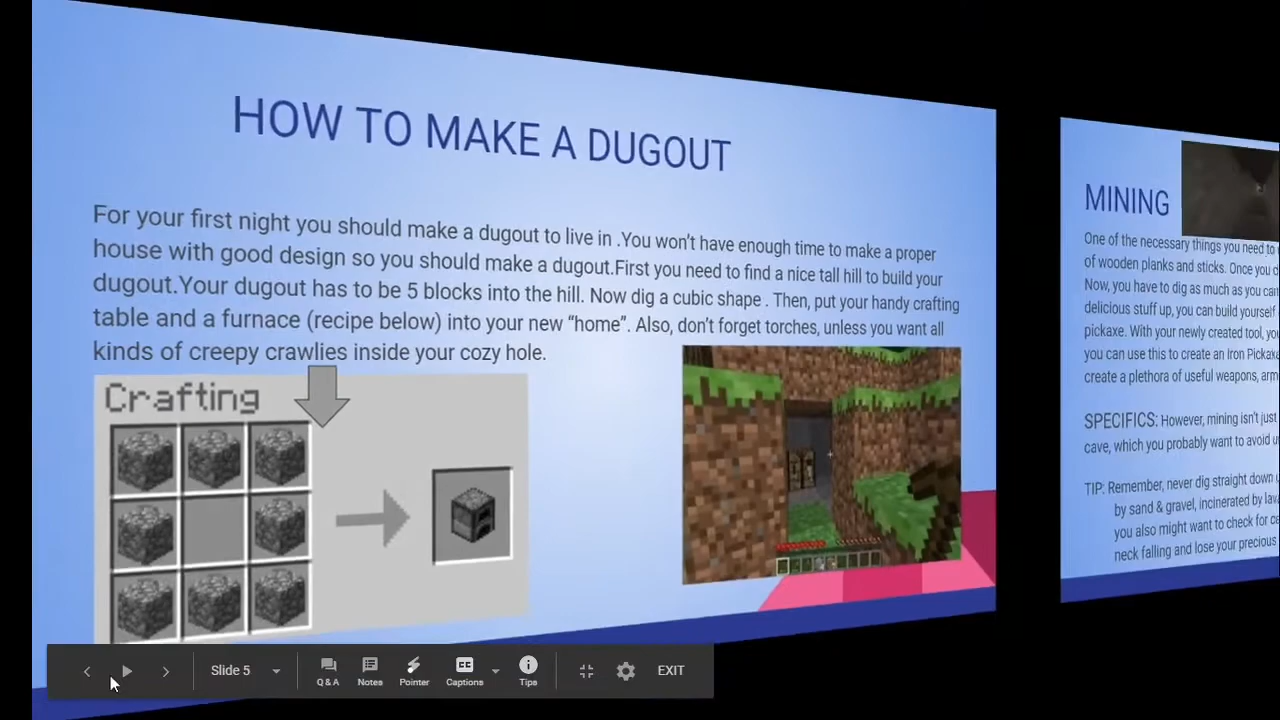 HOW TO MAKE A DUGOUT
For your first night you should make a dugout to live in .You won't have enough time to make a proper
house with good design so you should make a dugout.First you need to find a nice tall hill to build your
dugout.Your dugout has to be 5 blocks into the hill. Now dig a cubic shape . Then, put your handy crafting
table and a furnace (recipe below) into your new “home”. Also, don't forget torches, unless you want all
kinds of creepy crawlies inside your cozy hole.
Crafting
MINING
One of the necessary things you need to
of wooden planks and sticks. Once you
Now, you have to dig as much as you can
delicious stuff up, you can build yourself
pickaxe. With your newly created tool,
you can use this to create an Iron Pickax
create a plethora of useful weapons, arm
SPECIFICS: However, mining isn't just
cave, which you probably want to avoid
TIP: Remember, never dig straight down
by sand & gravel, incinerated by
you also might want to check for
neck falling and lose your precious
Slide 5
Q & A
Notes
Pointer
Captions
Tips
EXIT